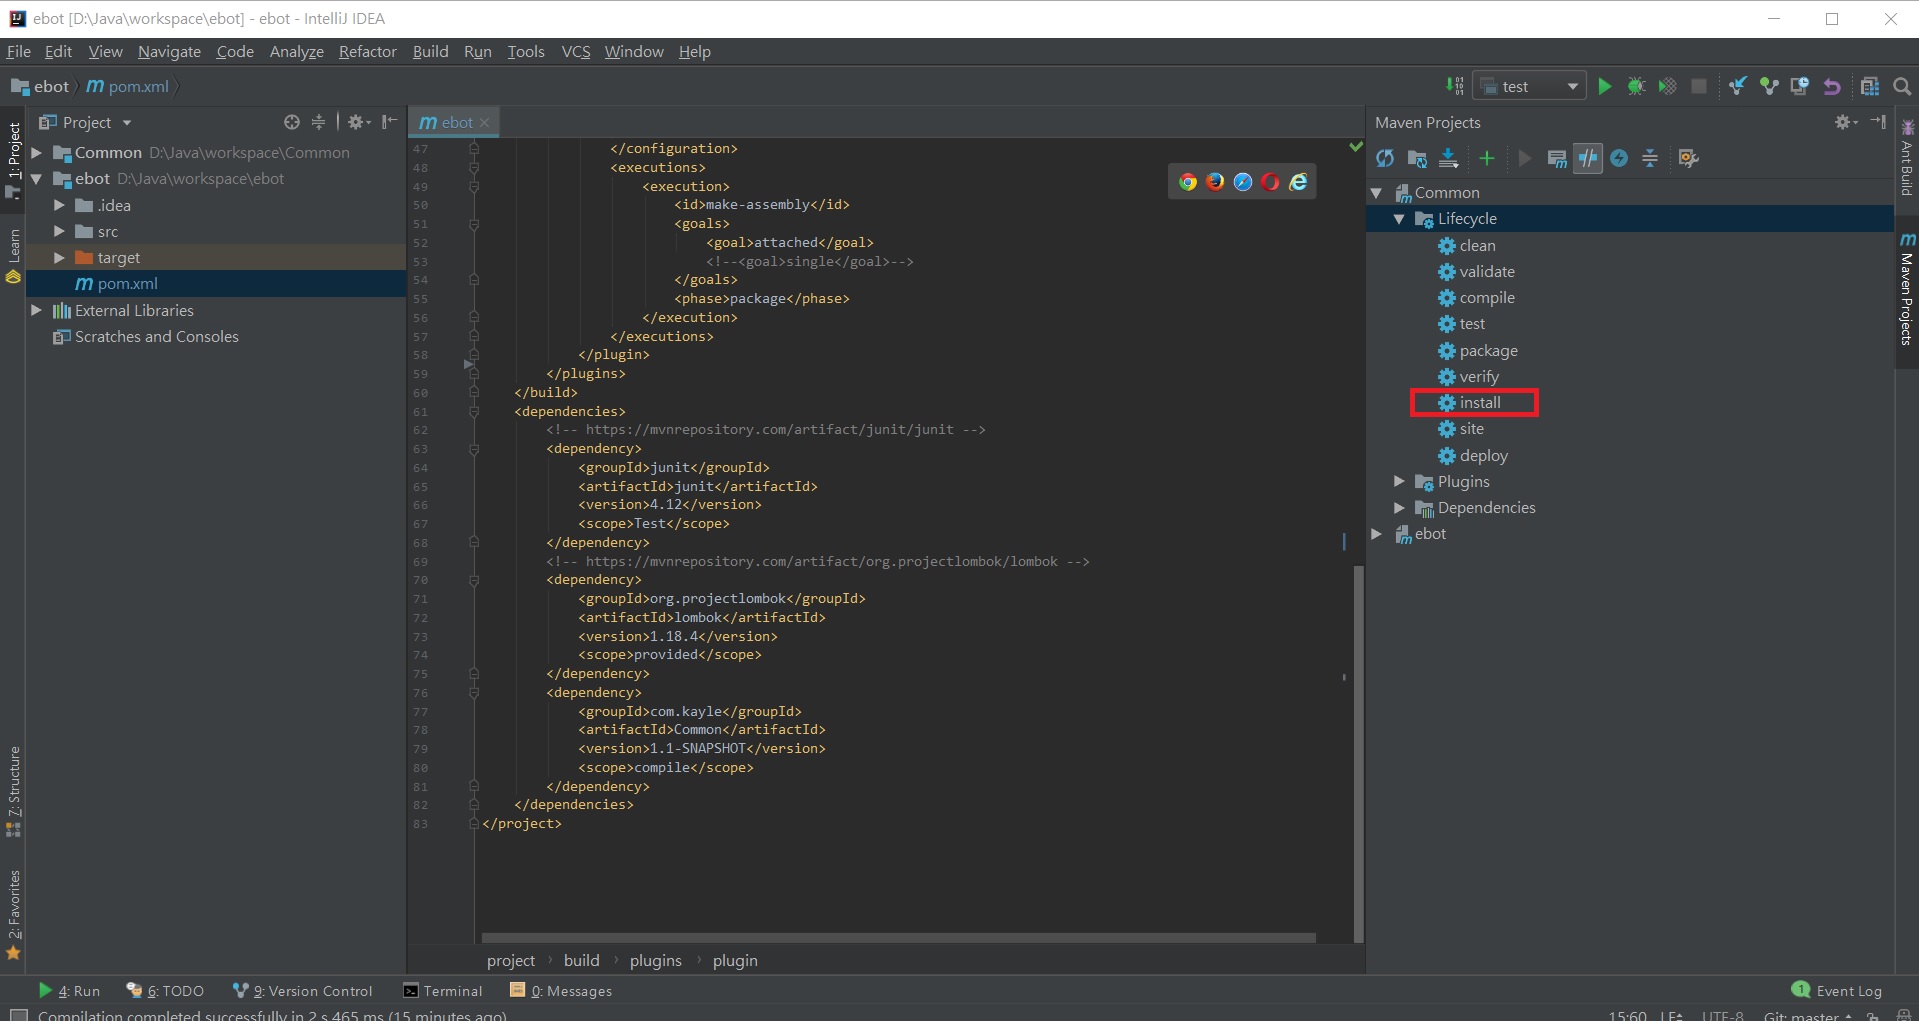 ebot [D:\Java\workspace\ebot] - ebot - IntelliJ IDEA
File Edit View Navigate Code Analyze Refactor Build Run Tools VCS Window Help
ebot pom.xml
test
Project
Common D:\Java\workspace\Common
ebot D:\Java\workspace\ebot
.idea
src
target
pom.xml
External Libraries
Scratches and Consoles
1: Project
Learn
7: Structure
2: Favorites
ebot
47 </configuration>
48 <executions>
49 <execution>
50 <id>make-assembly</id>
51 <goals>
52 <goal>attached</goal>
53 <!--<goal>single</goal>-->
54 </goals>
55 <phase>package</phase>
56 </execution>
57 </executions>
58 </plugin>
59 </plugins>
60 </build>
61 <dependencies>
62 <!-- https://mvnrepository.com/artifact/junit/junit -->
63 <dependency>
64 <groupId>junit</groupId>
65 <artifactId>junit</artifactId>
66 <version>4.12</version>
67 <scope>Test</scope>
68 </dependency>
69 <!-- https://mvnrepository.com/artifact/org.projectlombok/lombok -->
70 <dependency>
71 <groupId>org.projectlombok</groupId>
72 <artifactId>lombok</artifactId>
73 <version>1.18.4</version>
74 <scope>provided</scope>
75 </dependency>
76 <dependency>
77 <groupId>com.kayle</groupId>
78 <artifactId>Common</artifactId>
79 <version>1.1-SNAPSHOT</version>
80 <scope>compile</scope>
81 </dependency>
82 </dependencies>
83 </project>
project › build › plugins › plugin
Maven Projects
Common
Lifecycle
clean
validate
compile
test
package
verify
install
site
deploy
Plugins
Dependencies
ebot
Ant Build
Maven Projects
4: Run 6: TODO 9: Version Control Terminal 0: Messages 1 Event Log
Compilation completed successfully in 2 s 465 ms (15 minutes ago) 15:60 LF UTF-8 Git: master